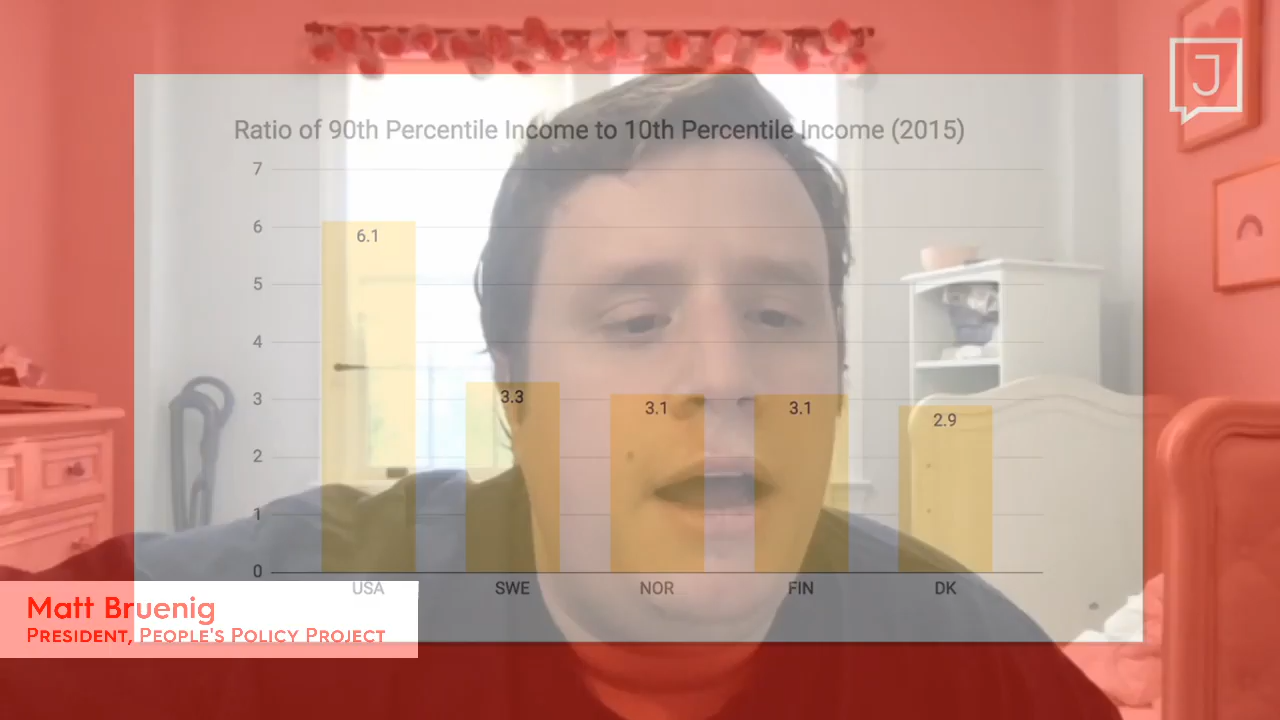 J
Ratio of 90th Percentile Income to 10th Percentile Income (2015)
7
6
5
4
3
2
1
0
6.1
3.3
3.1
3.1
2.9
USA SWE NOR FIN DK
Matt Bruenig
PRESIDENT, PEOPLE'S POLICY PROJECT